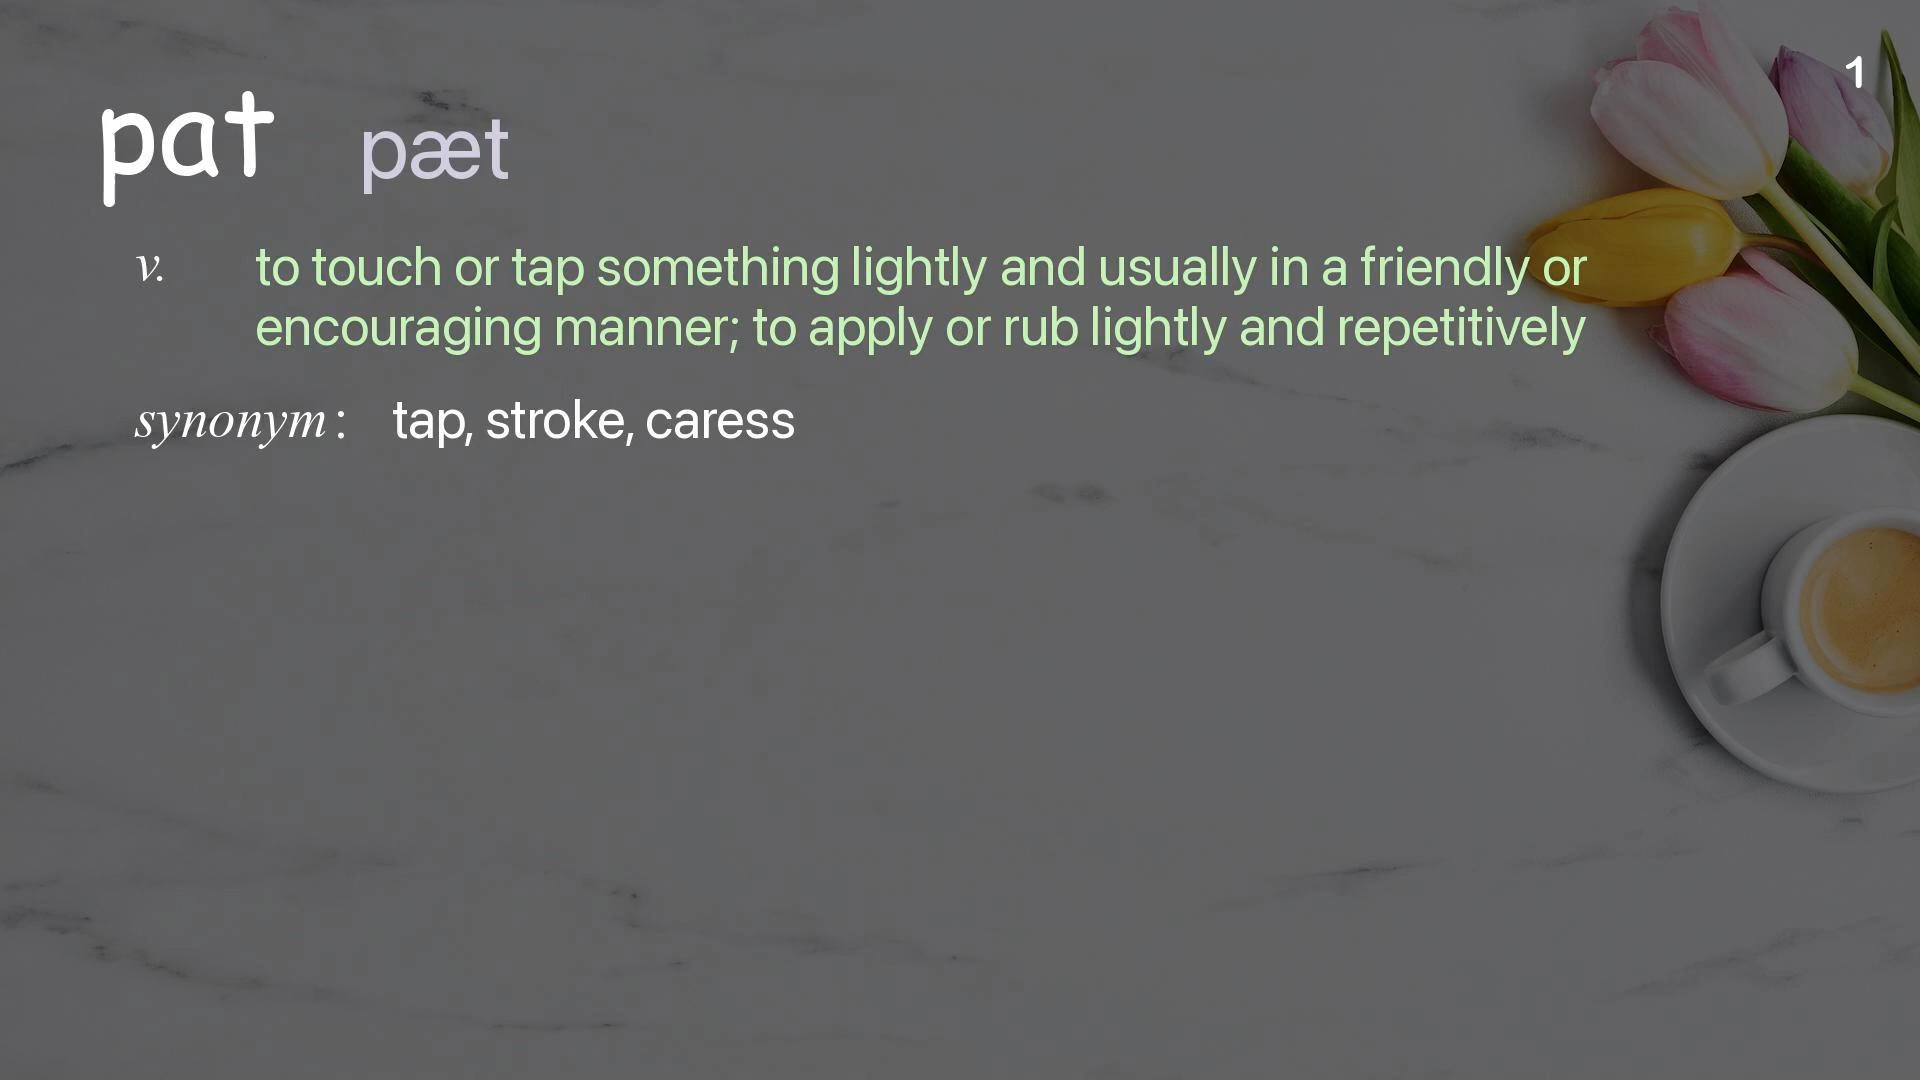 1
pat pæt
v. to touch or tap something lightly and usually in a friendly or
encouraging manner; to apply or rub lightly and repetitively
synonym: tap, stroke, caress